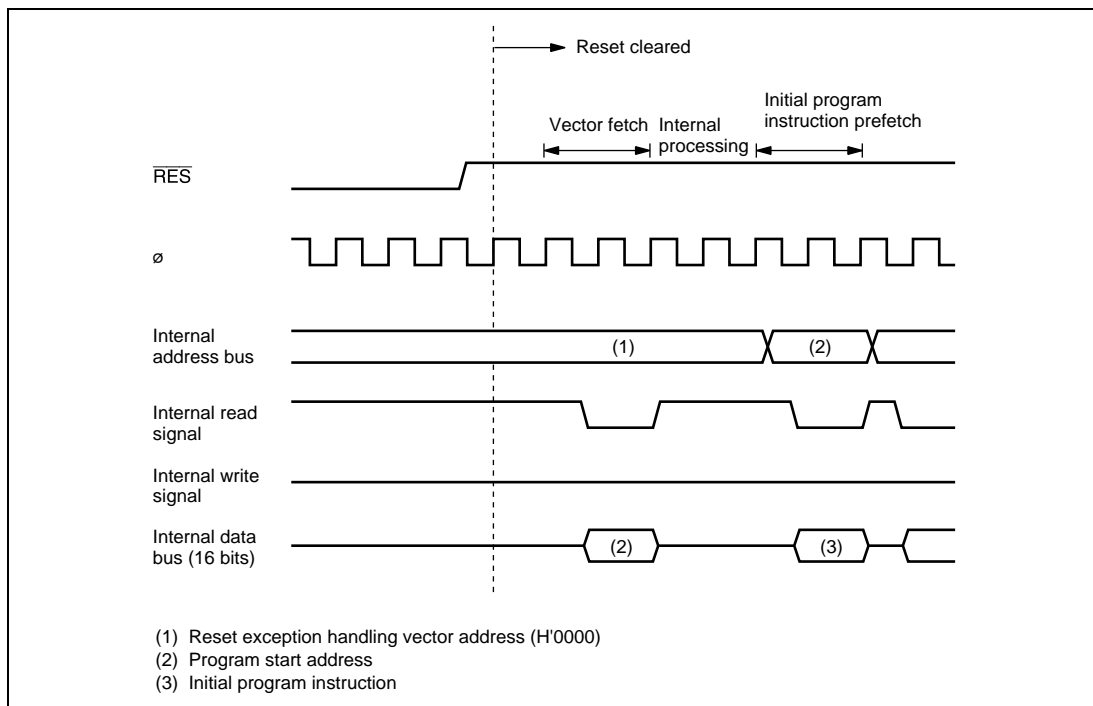 Reset cleared
Initial program
instruction prefetch
Vector fetch
Internal
processing
RES
ø
Internal
address bus
(1)
(2)
Internal read
signal
Internal write
signal
Internal data
bus (16 bits)
(2)
(3)
(1) Reset exception handling vector address (H'0000)
(2) Program start address
(3) Initial program instruction